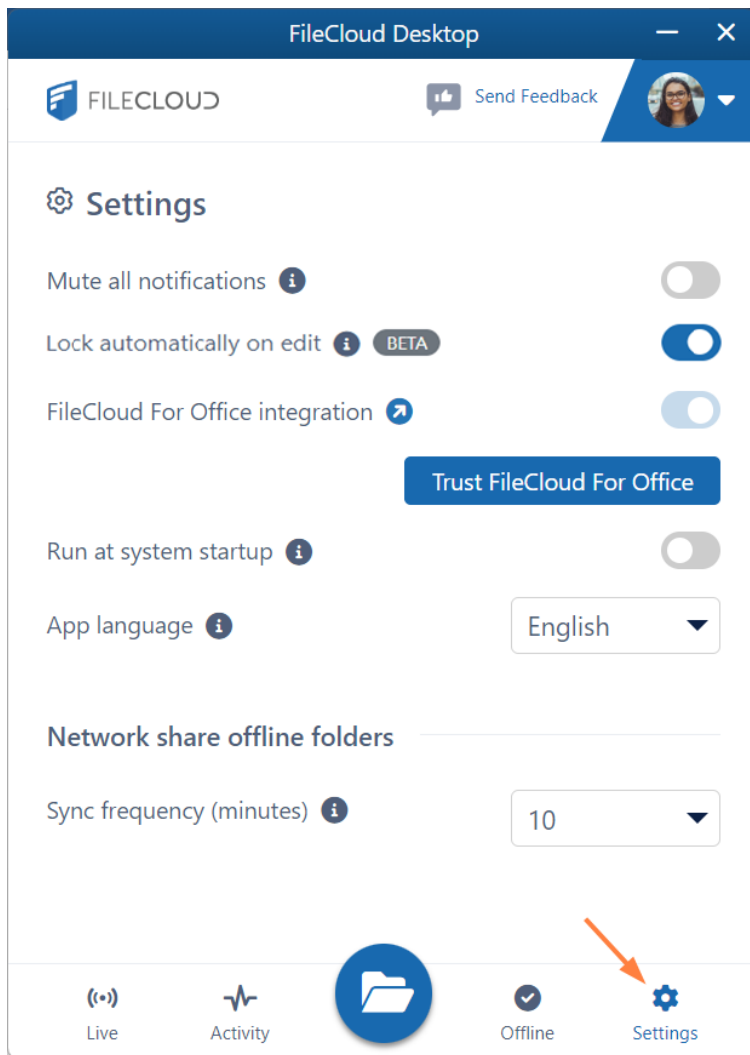 FileCloud Desktop
FILECLOUD
Send Feedback
Settings
Mute all notifications
Lock automatically on edit BETA
FileCloud For Office integration
Trust FileCloud For Office
Run at system startup
App language English
Network share offline folders
Sync frequency (minutes) 10
Live Activity Offline Settings